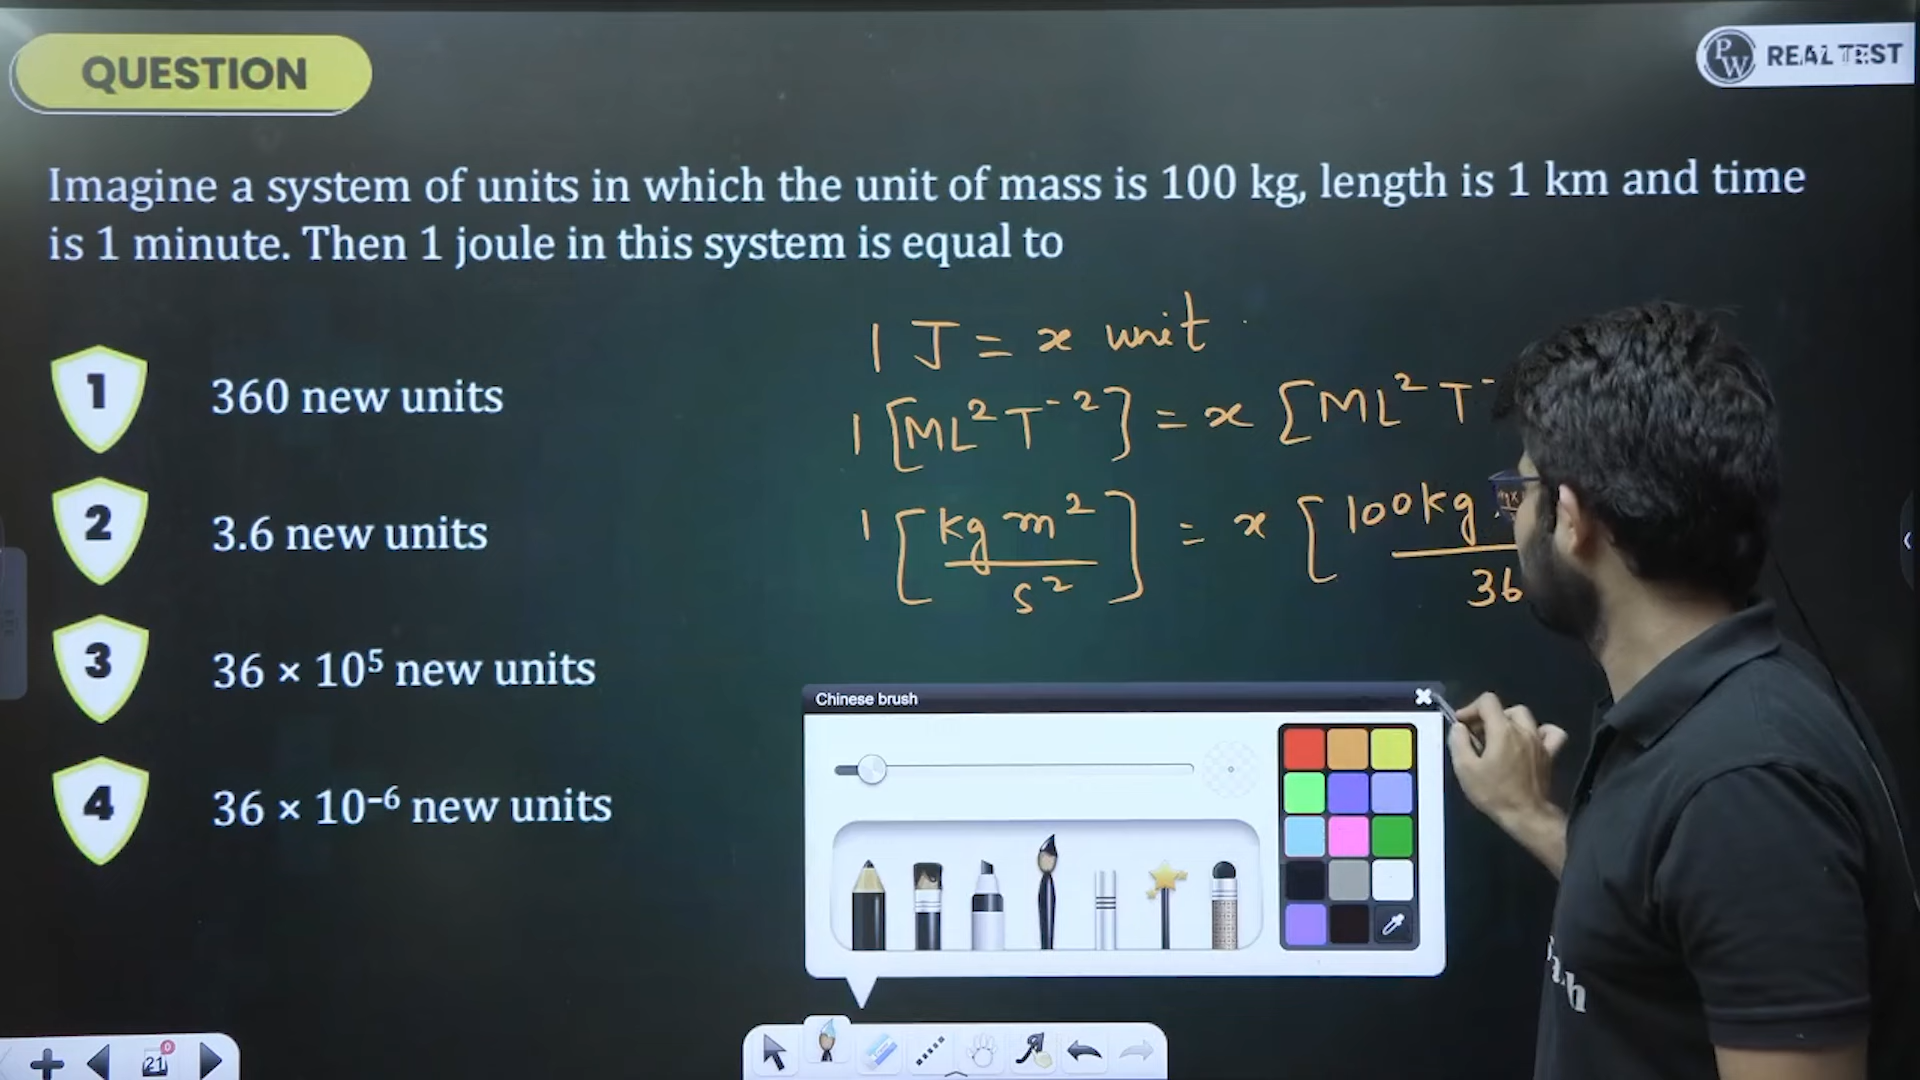 QUESTION
PW REAL TEST
Imagine a system of units in which the unit of mass is 100 kg, length is 1 km and time
is 1 minute. Then 1 joule in this system is equal to
1 360 new units
2 3.6 new units
3 36 × 10⁵ new units
4 36 × 10⁻⁶ new units
1 J = x unit
1 [ML²T⁻²] = x [ML²T⁻
1 [kg m²/s²] = x [100kg
36
Chinese brush
21
0